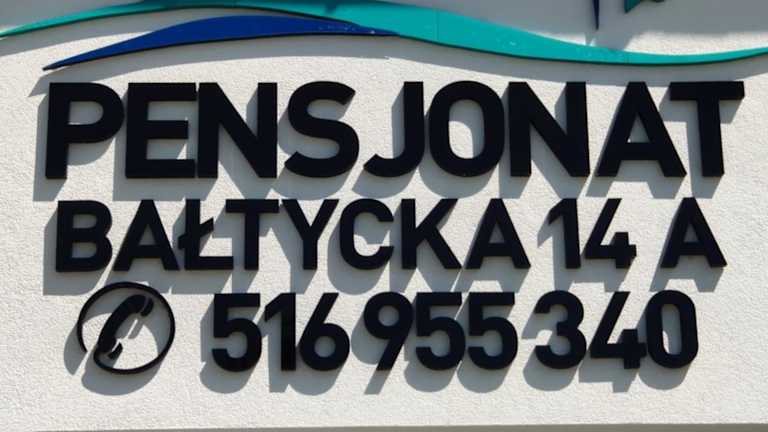 PENSJONAT
BAŁTYCKA 14 A
516 955 340